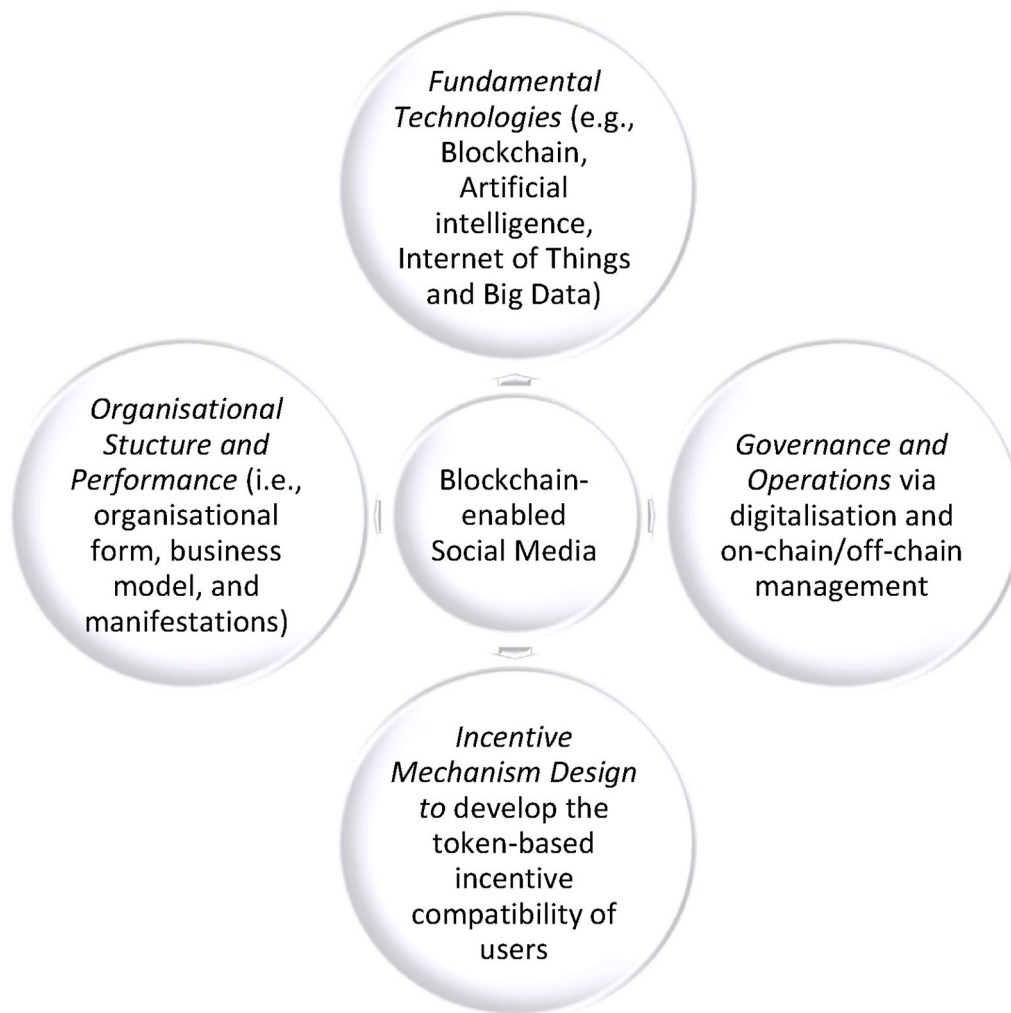 Fundamental
Technologies (e.g.,
Blockchain,
Artificial
intelligence,
Internet of Things
and Big Data)
Organisational
Stucture and
Performance (i.e.,
organisational
form, business
model, and
manifestations)
Blockchain-
enabled
Social Media
Governance and
Operations via
digitalisation and
on-chain/off-chain
management
Incentive
Mechanism Design
to develop the
token-based
incentive
compatibility of
users